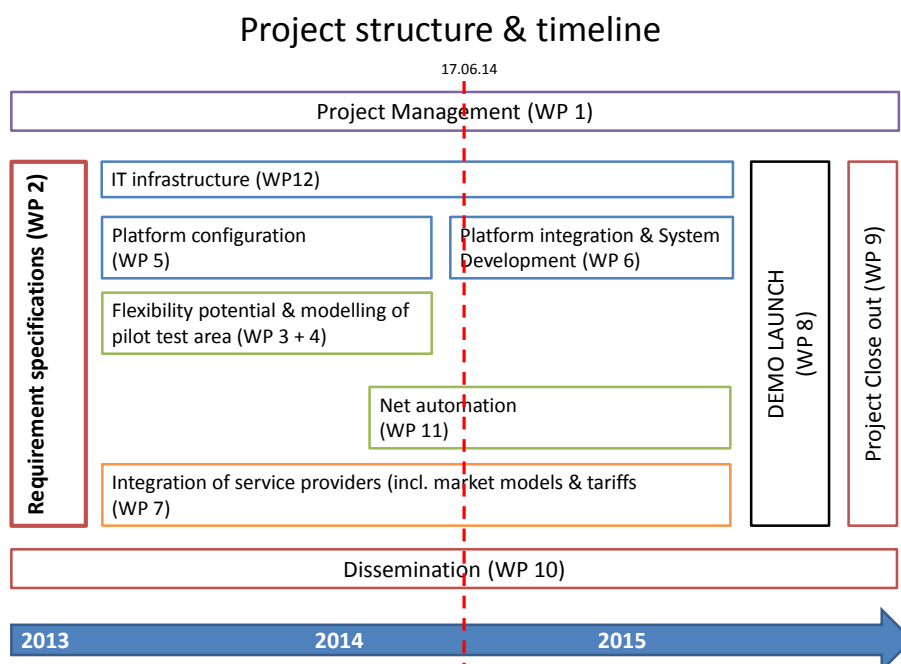 Project structure & timeline
17.06.14
Project Management (WP 1)
Requirement specifications (WP 2)
IT infrastructure (WP12)
Platform configuration
(WP 5)
Platform integration & System
Development (WP 6)
Flexibility potential & modelling of
pilot test area (WP 3 + 4)
Net automation
(WP 11)
Integration of service providers (incl. market models & tariffs
(WP 7)
DEMO LAUNCH
(WP 8)
Project Close out (WP 9)
Dissemination (WP 10)
2013
2014
2015